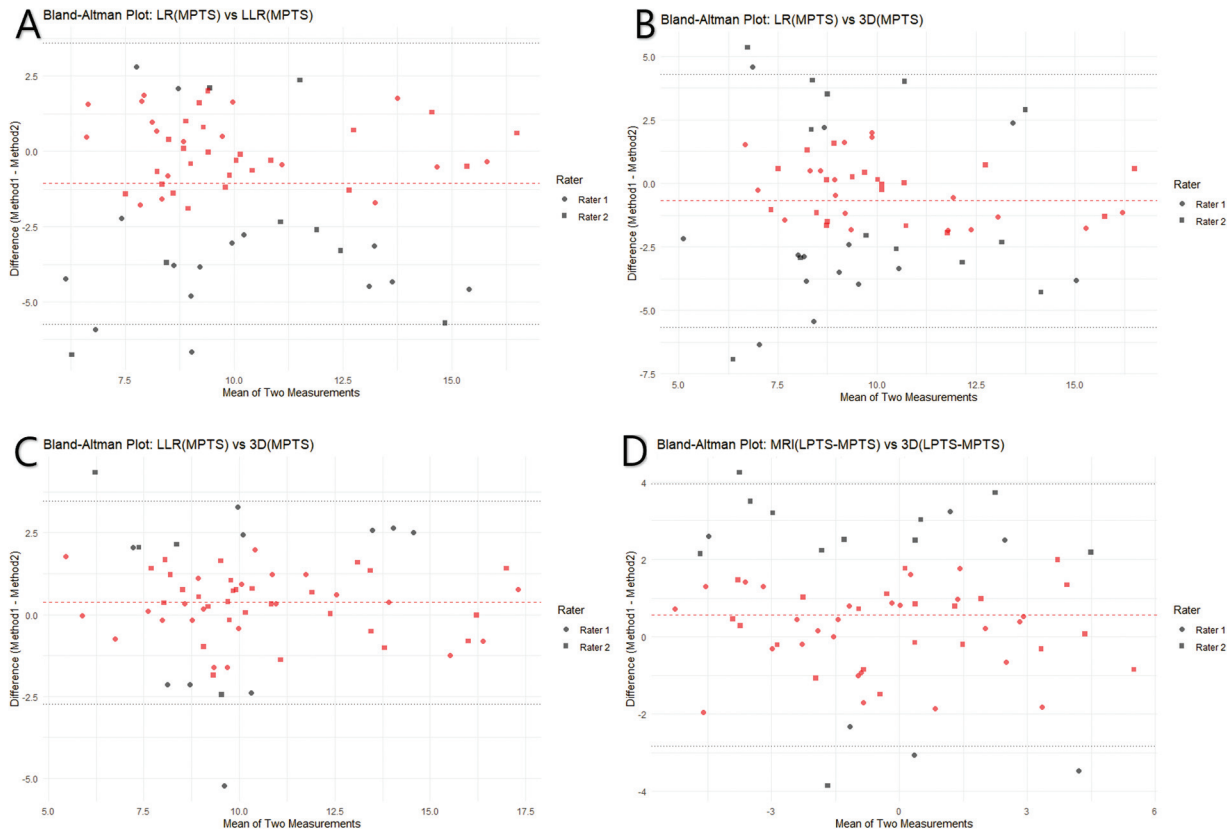 A
Bland-Altman Plot: LR(MPTS) vs LLR(MPTS)
Difference (Method1 - Method2)
2.5
0.0
-2.5
-5.0
7.5 10.0 12.5 15.0
Mean of Two Measurements
Rater
Rater 1
Rater 2
B
Bland-Altman Plot: LR(MPTS) vs 3D(MPTS)
Difference (Method1 - Method2)
5.0
2.5
0.0
-2.5
-5.0
-7.5
5.0 7.5 10.0 12.5 15.0
Mean of Two Measurements
Rater
Rater 1
Rater 2
C
Bland-Altman Plot: LLR(MPTS) vs 3D(MPTS)
Difference (Method1 - Method2)
2.5
0.0
-2.5
-5.0
5.0 7.5 10.0 12.5 15.0 17.5
Mean of Two Measurements
Rater
Rater 1
Rater 2
D
Bland-Altman Plot: MRI(LPTS-MPTS) vs 3D(LPTS-MPTS)
Difference (Method1 - Method2)
4
2
0
-2
-4
-3 0 3 6
Mean of Two Measurements
Rater
Rater 1
Rater 2